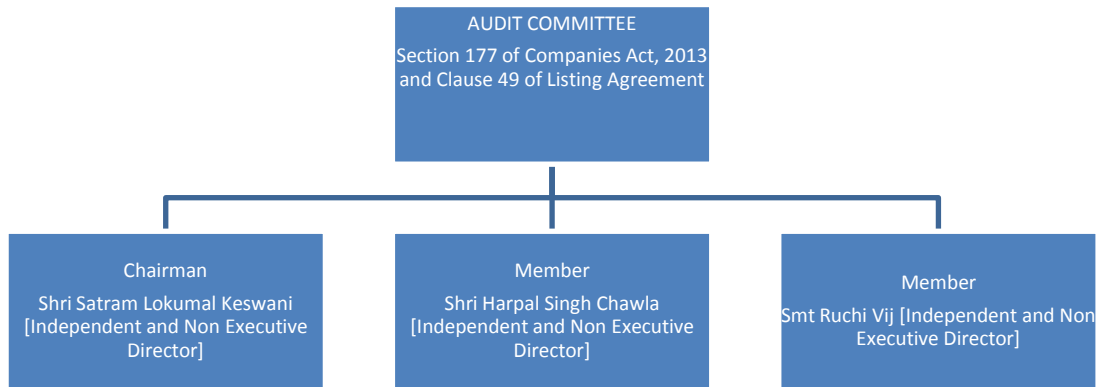 AUDIT COMMITTEE
Section 177 of Companies Act, 2013
and Clause 49 of Listing Agreement
Chairman
Shri Satram Lokumal Keswani
[Independent and Non Executive
Director]
Member
Shri Harpal Singh Chawla
[Independent and Non Executive
Director]
Member
Smt Ruchi Vij [Independent and Non
Executive Director]